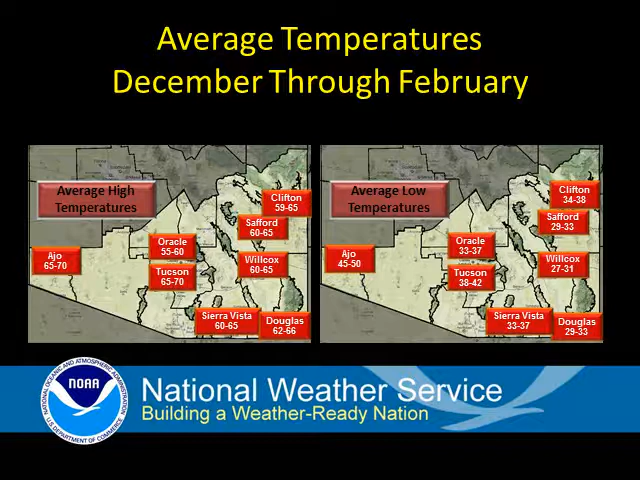 Average Temperatures
December Through February
Average High
Temperatures
Clifton
59-65
Safford
60-65
Oracle
55-60
Ajo
65-70
Willcox
60-65
Tucson
65-70
Sierra Vista
60-65
Douglas
62-66
Average Low
Temperatures
Clifton
34-38
Safford
29-33
Oracle
33-37
Ajo
45-50
Willcox
27-31
Tucson
38-42
Sierra Vista
33-37
Douglas
29-33
NATIONAL OCEANIC AND ATMOSPHERIC ADMINISTRATION
NOAA
U.S. DEPARTMENT OF COMMERCE
National Weather Service
Building a Weather-Ready Nation